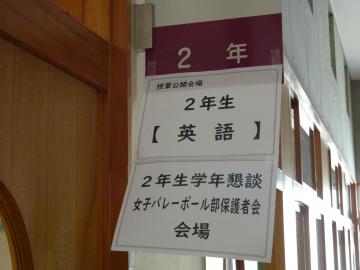 2年
授業公開会場
2年生
【英語】
2年生学年懇談
女子バレーボール部保護者会
会場